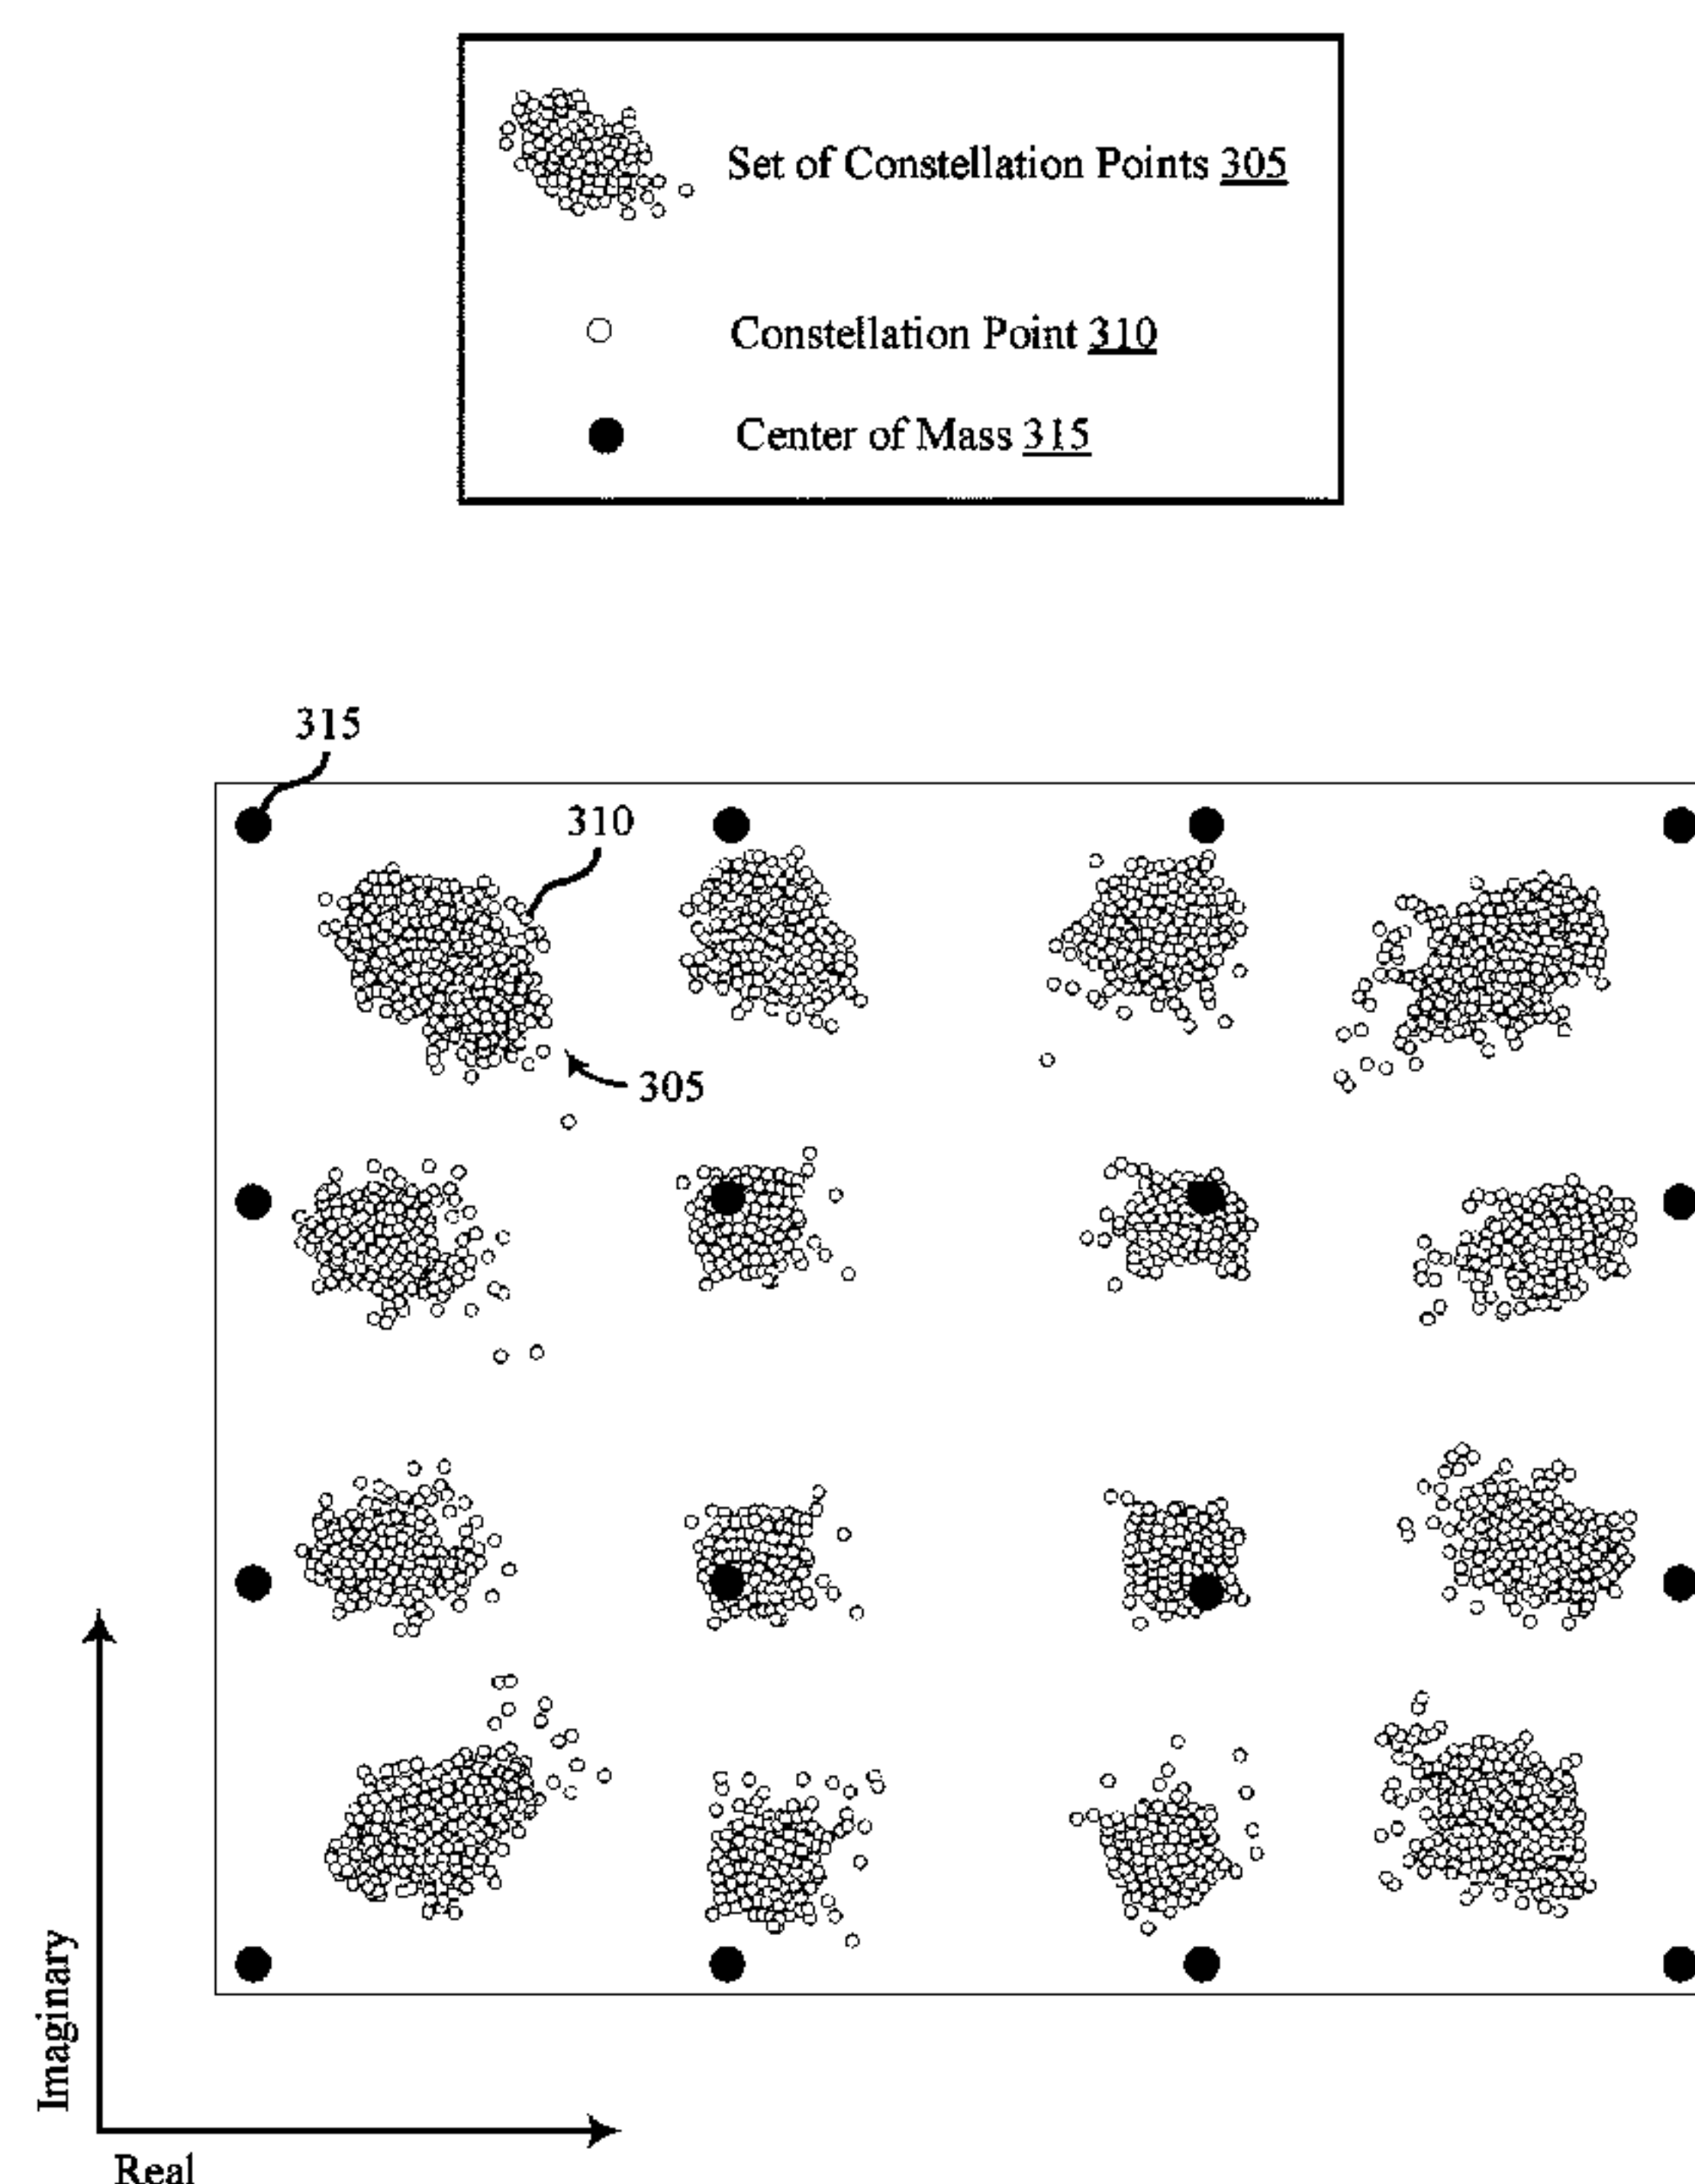 Set of Constellation Points 305
Constellation Point 310
Center of Mass 315
315
310
305
Imaginary
Real